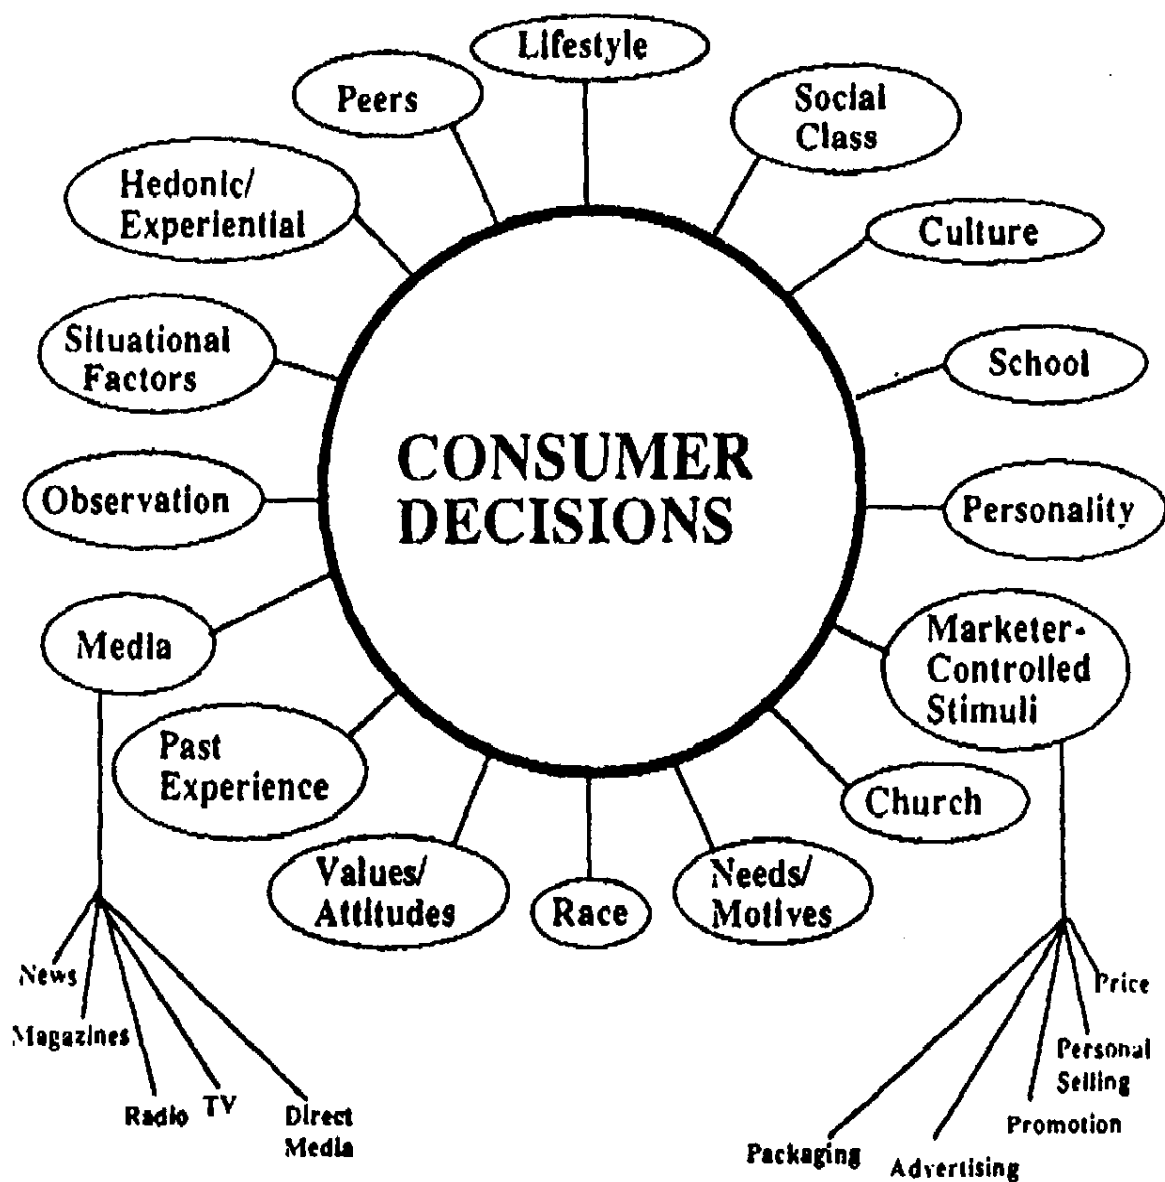 Lifestyle
Peers
Social
Class
Hedonic/
Experiential
Culture
Situational
Factors
School
CONSUMER
DECISIONS
Observation
Personality
Media
Marketer-
Controlled
Stimuli
Past
Experience
Church
Values/
Attitudes
Race
Needs/
Motives
News
Magazines
Radio
TV
Direct
Media
Price
Personal
Selling
Promotion
Packaging
Advertising